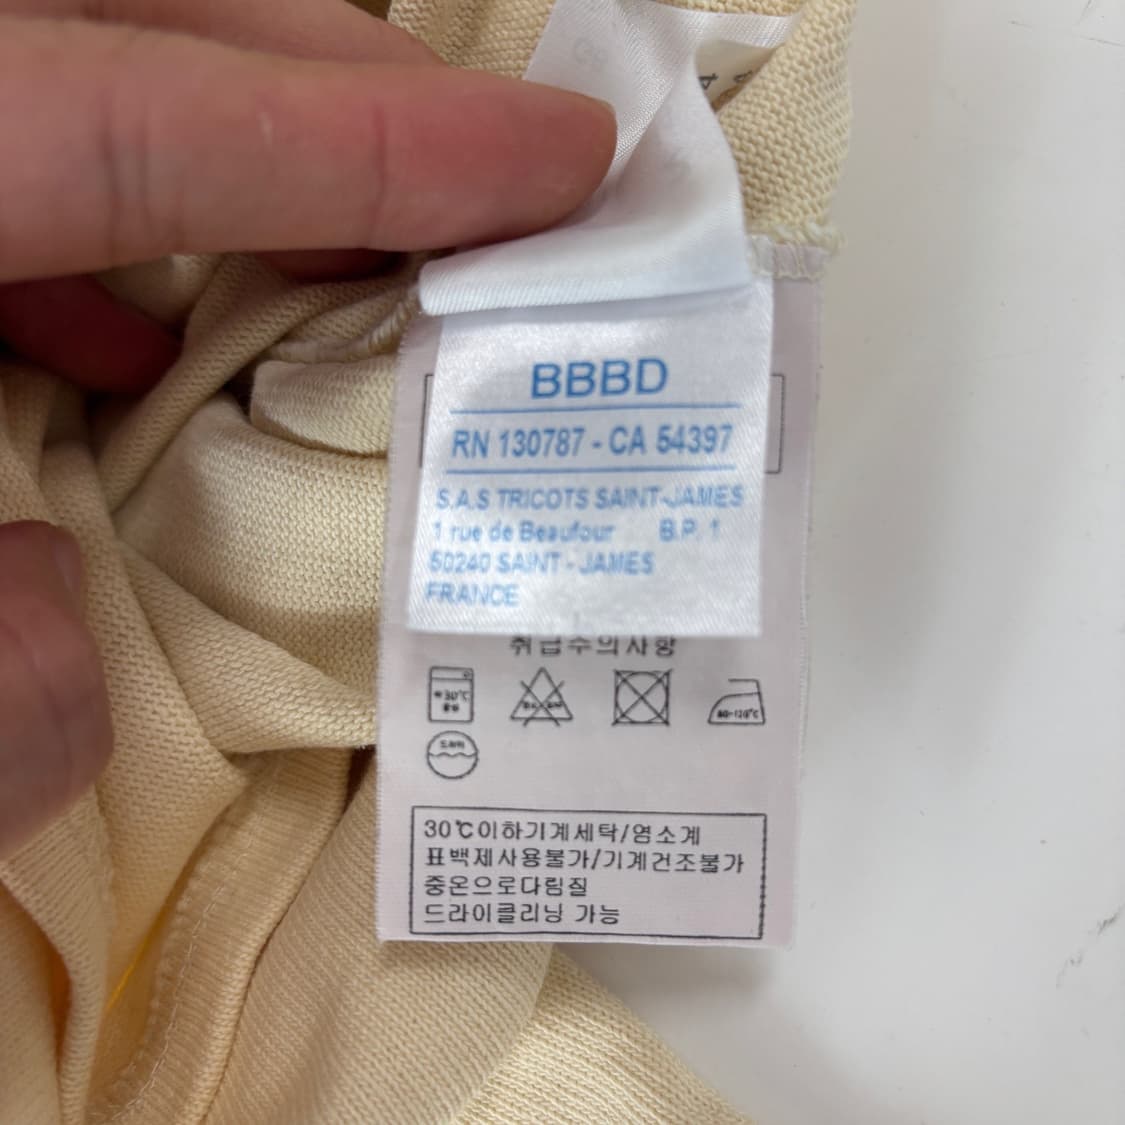 BBBD
RN 130787 - CA 54397
S.A.S TRICOTS SAINT-JAMES
1 rue de Beaufour B.P. 1
50240 SAINT - JAMES
FRANCE
취급수의사항
30℃이하기계세탁/염소계
표백제사용불가/기계건조불가
중온으로다림질
드라이클리닝 가능